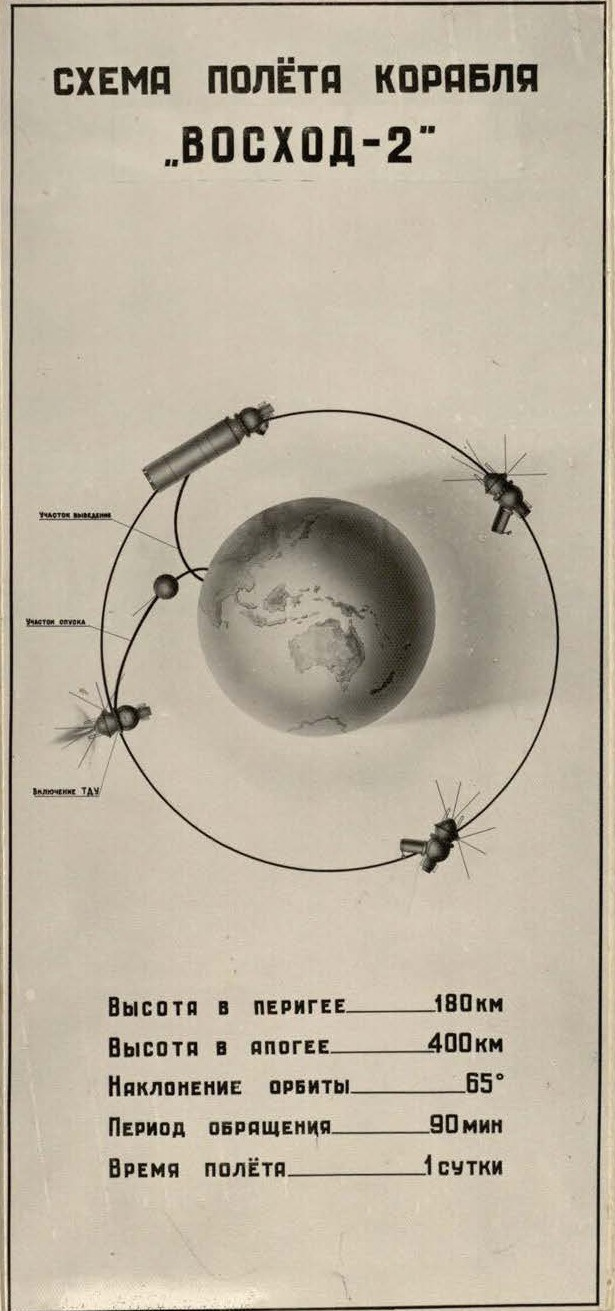 СХЕМА ПОЛЁТА КОРАБЛЯ
„ВОСХОД-2"
Участок выведения
Участок спуска
Включение ТДУ
Высота в перигее 180 км
Высота в апогее 400 км
Наклонение орбиты 65°
Период обращения 90 мин
Время полёта 1 сутки